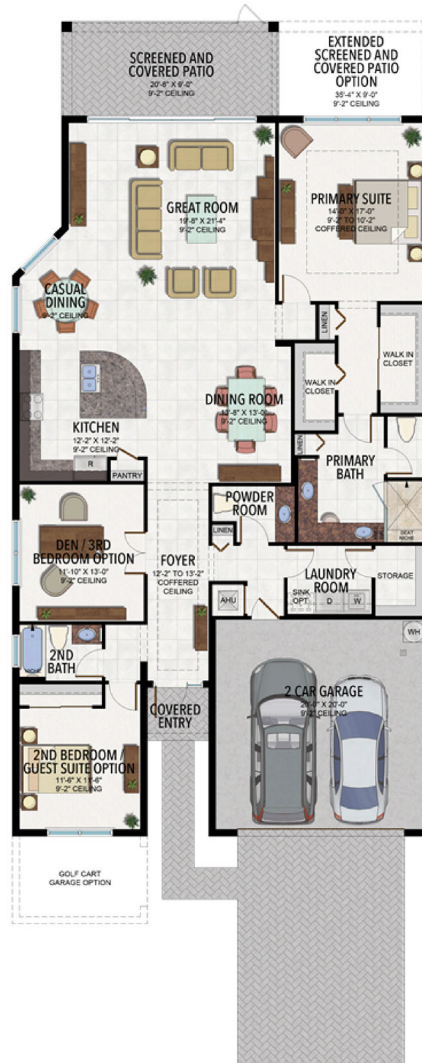 SCREENED AND
COVERED PATIO
20'-8" X 9'-0"
9'-2" CEILING
EXTENDED
SCREENED AND
COVERED PATIO
OPTION
35'-4" X 9'-0"
9'-2" CEILING
GREAT ROOM
19'-8" X 21'-4"
9'-2" CEILING
PRIMARY SUITE
14'-0" X 17'-0"
9'-2" TO 10'-2"
COFFERED CEILING
CASUAL
DINING
9'-2" CEILING
LINEN
WALK IN
CLOSET
WALK IN
CLOSET
DINING ROOM
13'-8" X 13'-0"
9'-2" CEILING
KITCHEN
12'-2" X 12'-2"
9'-2" CEILING
R
PANTRY
LINEN
PRIMARY
BATH
SEAT
NICHE
POWDER
ROOM
LINEN
DEN / 3RD
BEDROOM OPTION
11'-10" X 13'-0"
9'-2" CEILING
FOYER
12'-2" TO 13'-2"
COFFERED
CEILING
LAUNDRY
ROOM
SINK
OPT
D
W
STORAGE
AHU
WH
2ND
BATH
2 CAR GARAGE
20'-0" X 20'-0"
9'-2" CEILING
COVERED
ENTRY
2ND BEDROOM /
GUEST SUITE OPTION
11'-6" X 11'-6"
9'-2" CEILING
GOLF CART
GARAGE OPTION